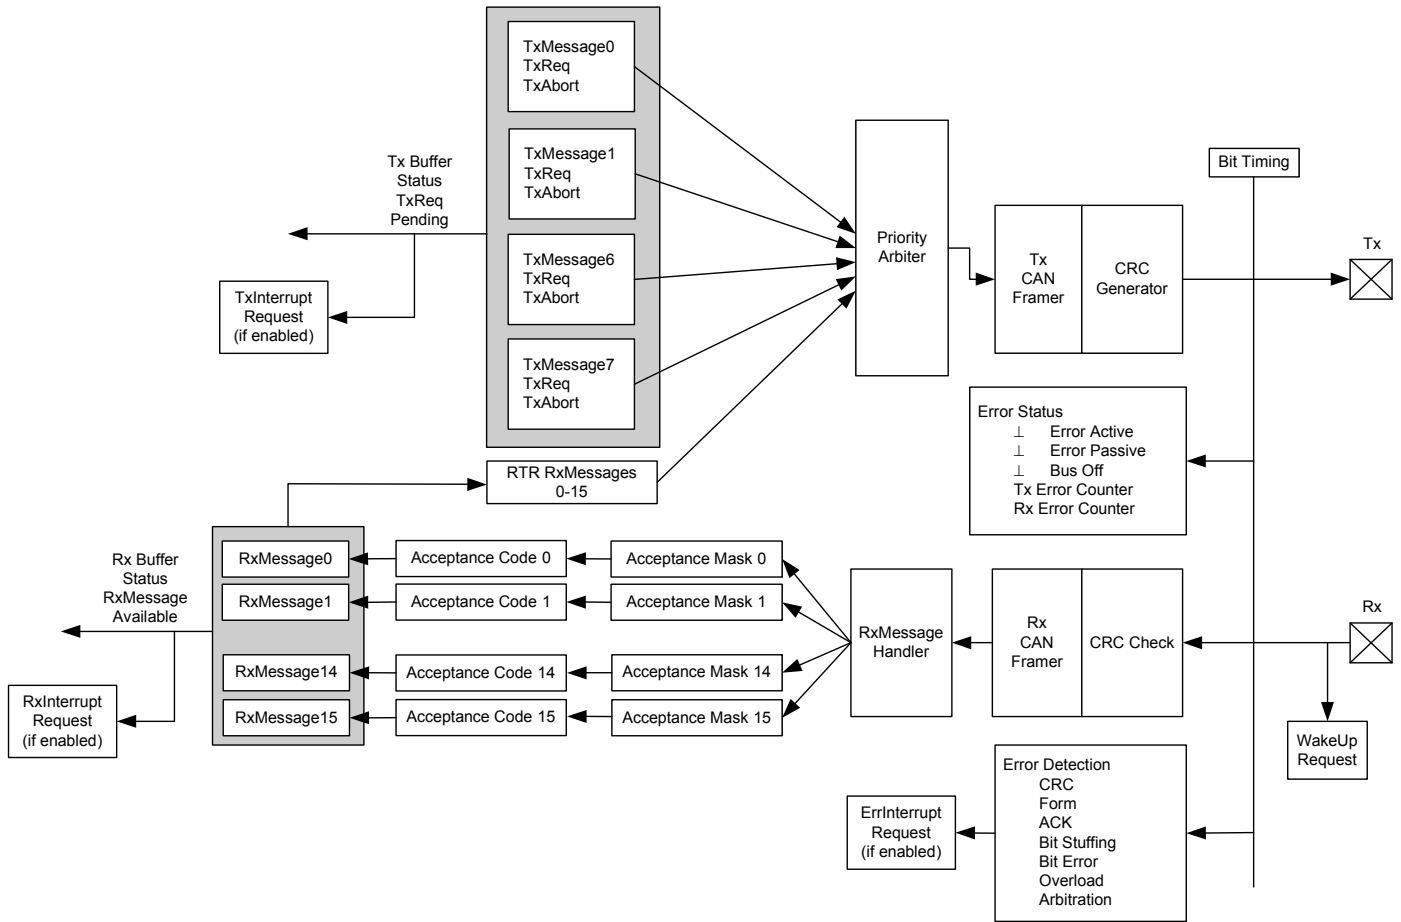 TxMessage0
TxReq
TxAbort
TxMessage1
TxReq
TxAbort
TxMessage6
TxReq
TxAbort
TxMessage7
TxReq
TxAbort
Tx Buffer
Status
TxReq
Pending
TxInterrupt
Request
(if enabled)
Priority
Arbiter
Tx
CAN
Framer
CRC
Generator
Bit Timing
Tx
Error Status
⊥ Error Active
⊥ Error Passive
⊥ Bus Off
Tx Error Counter
Rx Error Counter
RTR RxMessages
0-15
Rx Buffer
Status
RxMessage
Available
RxInterrupt
Request
(if enabled)
RxMessage0
Acceptance Code 0
Acceptance Mask 0
RxMessage1
Acceptance Code 1
Acceptance Mask 1
RxMessage14
Acceptance Code 14
Acceptance Mask 14
RxMessage15
Acceptance Code 15
Acceptance Mask 15
RxMessage
Handler
Rx
CAN
Framer
CRC Check
Rx
WakeUp
Request
ErrInterrupt
Request
(if enabled)
Error Detection
CRC
Form
ACK
Bit Stuffing
Bit Error
Overload
Arbitration